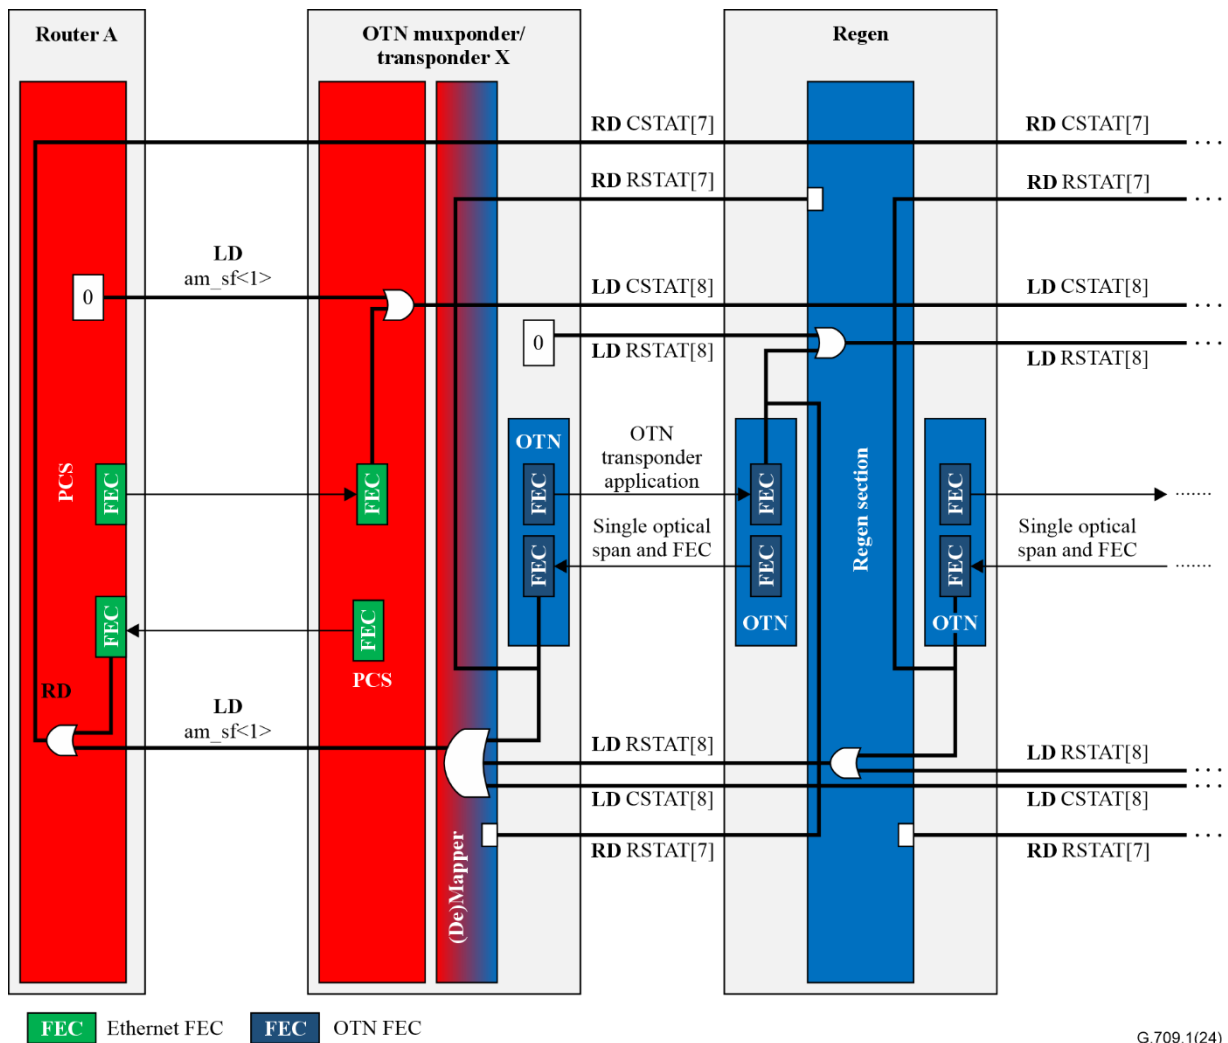 Router A
OTN muxponder/
transponder X
Regen
RD CSTAT[7]
RD CSTAT[7]
RD RSTAT[7]
RD RSTAT[7]
LD
am_sf<1>
0
LD CSTAT[8]
LD CSTAT[8]
0
LD RSTAT[8]
LD RSTAT[8]
OTN
OTN
transponder
application
PCS
FEC
FEC
FEC
FEC
FEC
Regen section
Single optical
span and FEC
Single optical
span and FEC
FEC
FEC
FEC
FEC
FEC
OTN
OTN
PCS
RD
LD
am_sf<1>
LD RSTAT[8]
LD RSTAT[8]
LD CSTAT[8]
LD CSTAT[8]
(De)Mapper
RD RSTAT[7]
RD RSTAT[7]
FEC Ethernet FEC
FEC OTN FEC
G.709.1(24)